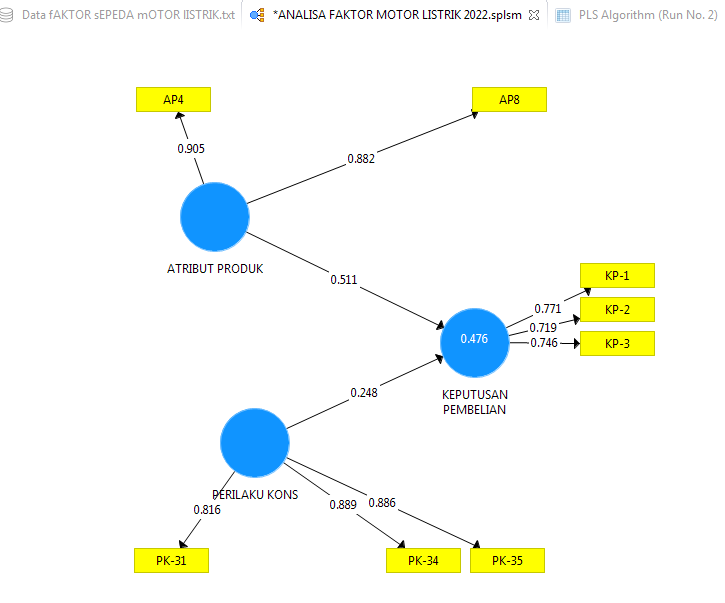 Data fAKTOR sEPEDA mOTOR lISTRIK.txt
*ANALISA FAKTOR MOTOR LISTRIK 2022.splsm
PLS Algorithm (Run No. 2)
AP4
AP8
0.905
0.882
ATRIBUT PRODUK
0.511
KP-1
0.771
KP-2
0.719
0.476
0.746
KP-3
KEPUTUSAN
PEMBELIAN
0.248
PERILAKU KONS
0.816
0.889
0.886
PK-31
PK-34
PK-35